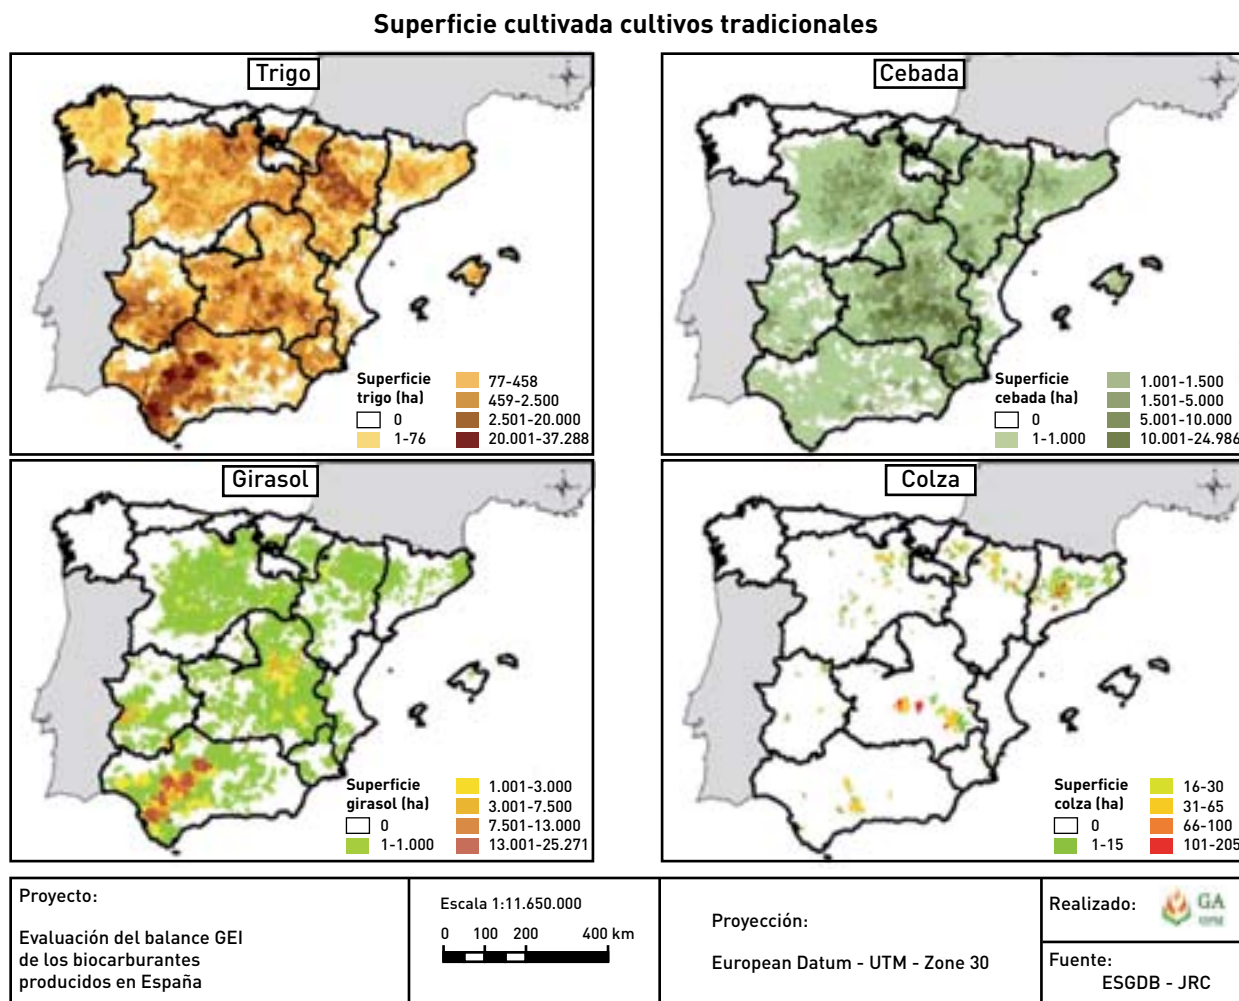 Superficie cultivada cultivos tradicionales
Trigo
Superficie
trigo (ha)
0
1-76
77-458
459-2.500
2.501-20.000
20.001-37.288
Cebada
Superficie
cebada (ha)
0
1-1.000
1.001-1.500
1.501-5.000
5.001-10.000
10.001-24.986
Girasol
Superficie
girasol (ha)
0
1-1.000
1.001-3.000
3.001-7.500
7.501-13.000
13.001-25.271
Colza
Superficie
colza (ha)
0
1-15
16-30
31-65
66-100
101-205
Proyecto:
Evaluación del balance GEI
de los biocarburantes
producidos en España
Escala 1:11.650.000
0 100 200 400 km
Proyección:
European Datum - UTM - Zone 30
Realizado:
GA
Fuente:
ESGDB - JRC